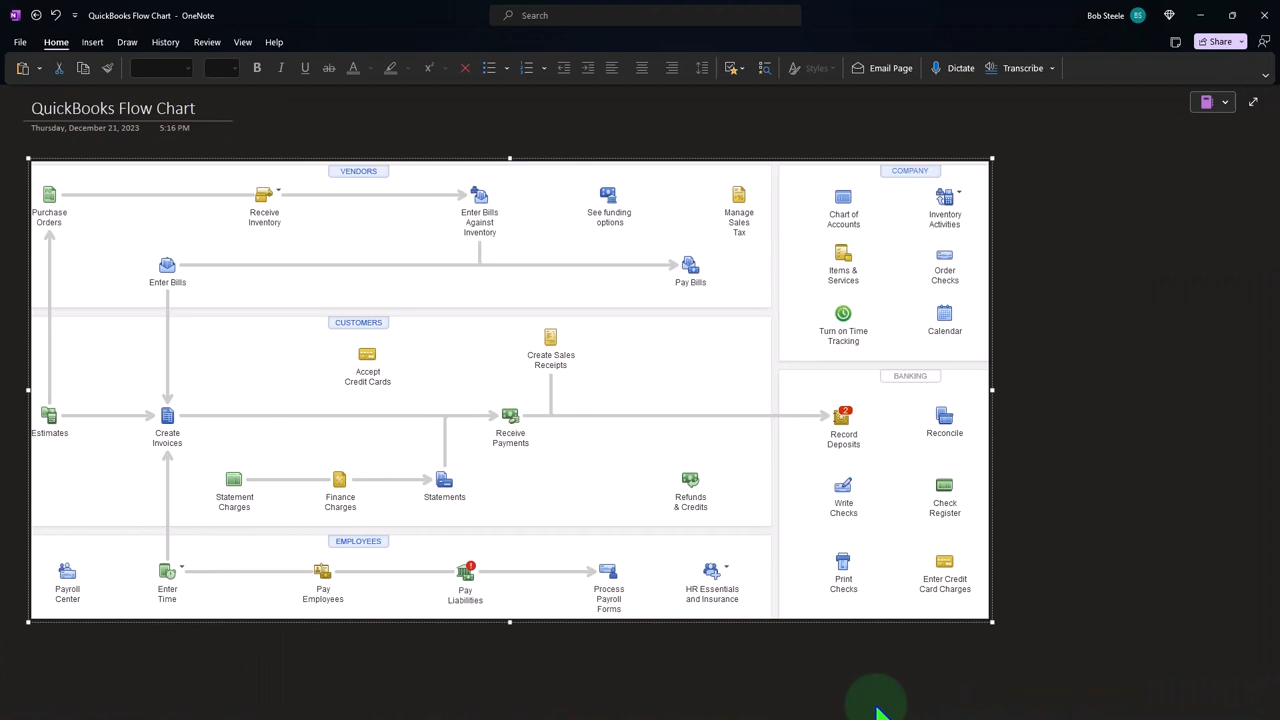 QuickBooks Flow Chart - OneNote
Search
Bob Steele
BS
File Home Insert Draw History Review View Help
Share
Styles
Email Page
Dictate
Transcribe
QuickBooks Flow Chart
Thursday, December 21, 2023 5:16 PM
VENDORS
Purchase
Orders
Receive
Inventory
Enter Bills
Against
Inventory
See funding
options
Manage
Sales
Tax
Enter Bills
Pay Bills
CUSTOMERS
Create Sales
Receipts
Accept
Credit Cards
Estimates
Create
Invoices
Receive
Payments
Statement
Charges
Finance
Charges
Statements
Refunds
& Credits
EMPLOYEES
Payroll
Center
Enter
Time
Pay
Employees
Pay
Liabilities
Process
Payroll
Forms
HR Essentials
and Insurance
COMPANY
Chart of
Accounts
Inventory
Activities
Items &
Services
Order
Checks
Turn on Time
Tracking
Calendar
BANKING
2
Record
Deposits
Reconcile
Write
Checks
Check
Register
Print
Checks
Enter Credit
Card Charges